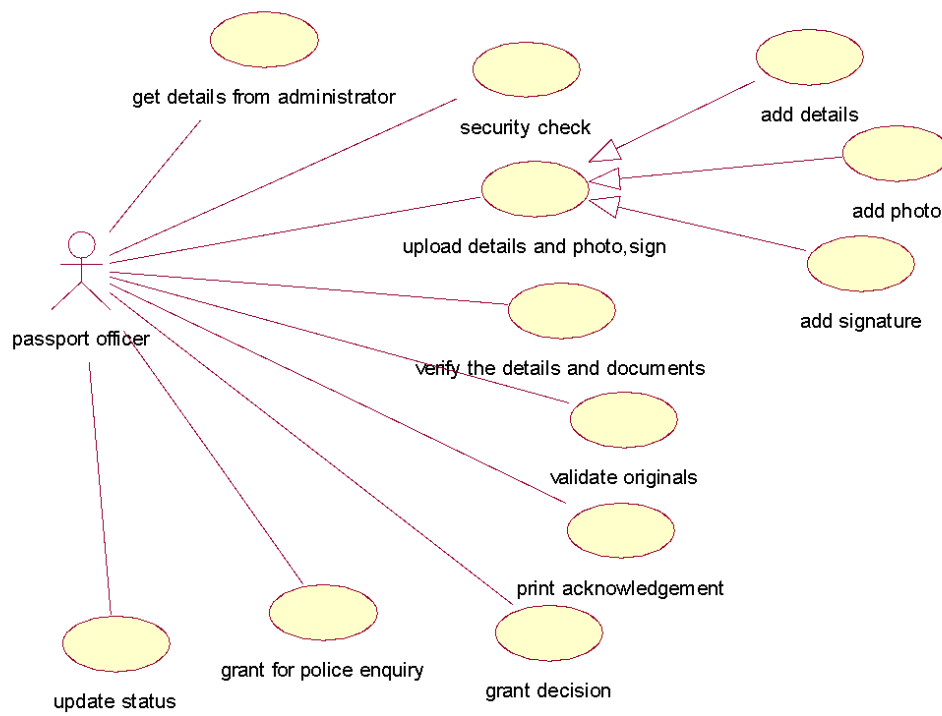 get details from administrator
security check
add details
add photo
upload details and photo,sign
add signature
passport officer
verify the details and documents
validate originals
print acknowledgement
grant for police enquiry
grant decision
update status